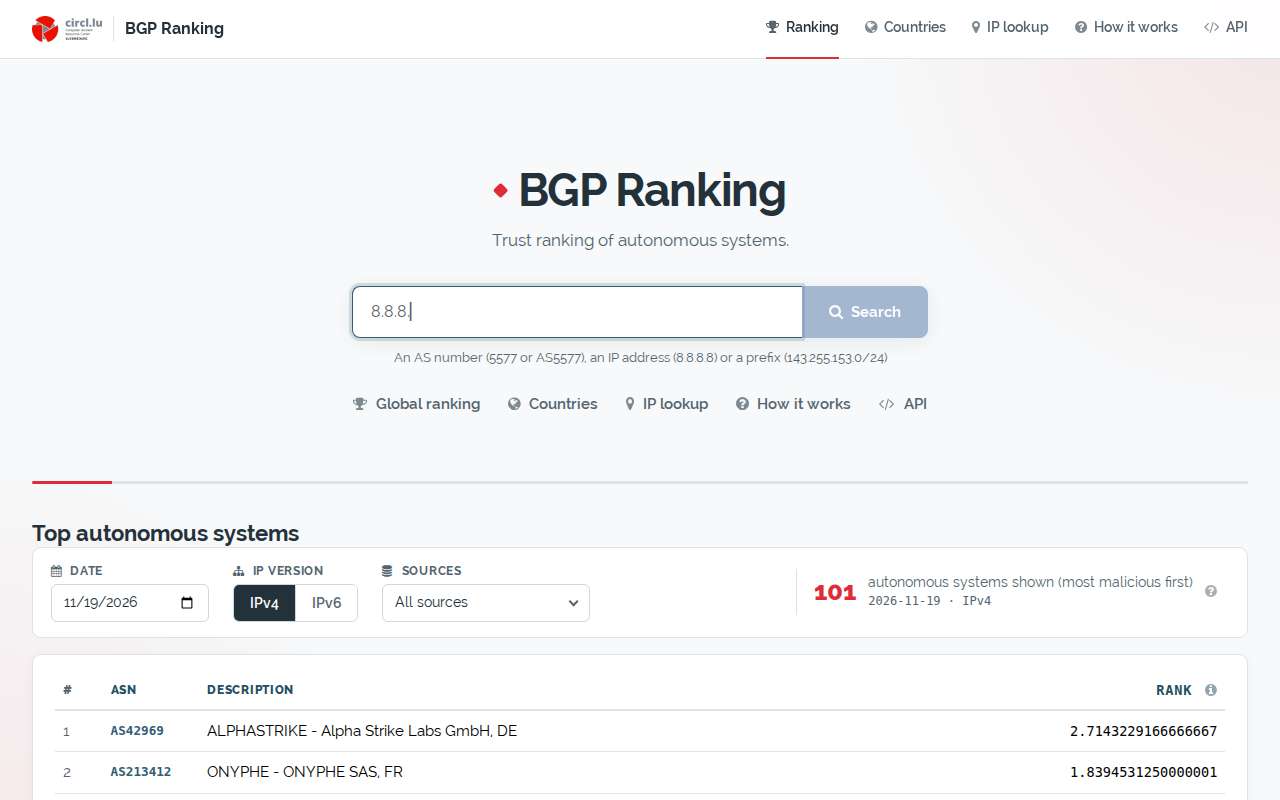 circl.lu
BGP Ranking
Ranking
Countries
IP lookup
How it works
API
BGP Ranking
Trust ranking of autonomous systems.
8.8.8.
Search
An AS number (5577 or AS5577), an IP address (8.8.8.8) or a prefix (143.255.153.0/24)
Global ranking
Countries
IP lookup
How it works
API
Top autonomous systems
DATE
IP VERSION
SOURCES
11/19/2026
IPv4
IPv6
All sources
101
autonomous systems shown (most malicious first)
2026-11-19 · IPv4
# ASN DESCRIPTION RANK
1 AS42969 ALPHASTRIKE - Alpha Strike Labs GmbH, DE 2.7143229166666667
2 AS213412 ONYPHE - ONYPHE SAS, FR 1.8394531250000001